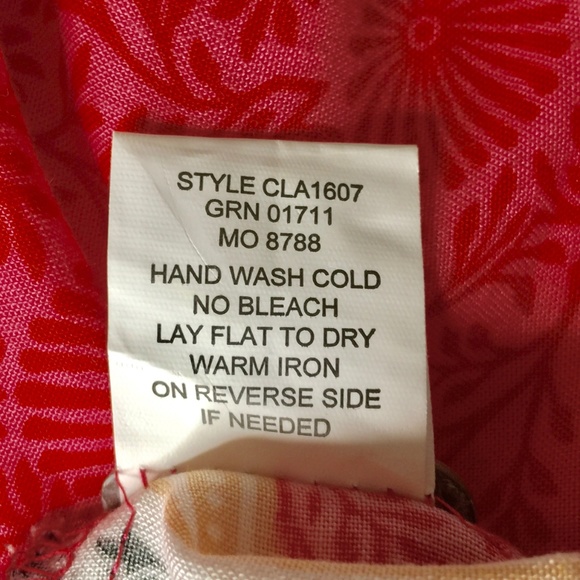 STYLE CLA1607
GRN 01711
MO 8788
HAND WASH COLD
NO BLEACH
LAY FLAT TO DRY
WARM IRON
ON REVERSE SIDE
IF NEEDED